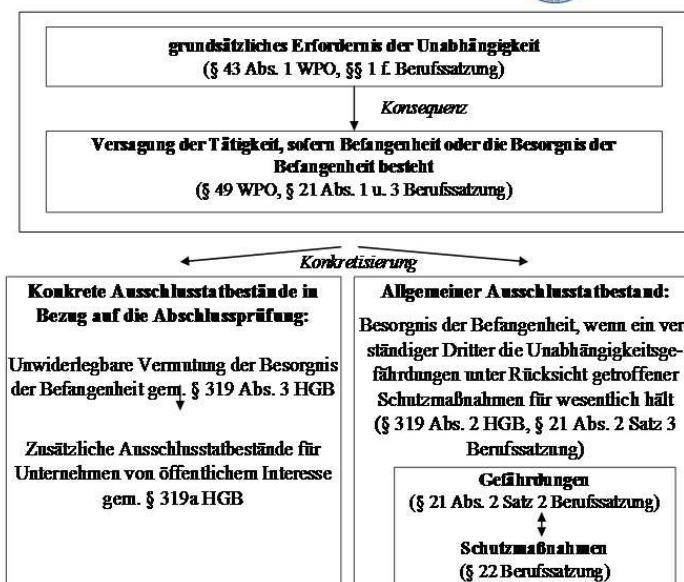 grundsätzliches Erfordernis der Unabhängigkeit
(§ 43 Abs. 1 WPO, §§ 1 f. Berufssatzung)
Konsequenz
Versagung der Tätigkeit, sofern Befangenheit oder die Besorgnis der
Befangenheit besteht
(§ 49 WPO, § 21 Abs. 1 u. 3 Berufssatzung)
Konkretisierung
Konkrete Ausschlusstatbestände in
Bezug auf die Abschlussprüfung:
Unwiderlegbare Vermutung der Besorgnis
der Befangenheit gem. § 319 Abs. 3 HGB
Zusätzliche Ausschlusstatbestände für
Unternehmen von öffentlichem Interesse
gem. § 319a HGB
Allgemeiner Ausschlusstatbestand:
Besorgnis der Befangenheit, wenn ein ver
ständiger Dritter die Unabhängigkeitsge-
fährdungen unter Rücksicht getroffener
Schutzmaßnahmen für wesentlich hält
(§ 319 Abs. 2 HGB, § 21 Abs. 2 Satz 3
Berufssatzung)
Gefährdungen
(§ 21 Abs. 2 Satz 2 Berufssatzung)
Schutzmaßnahmen
(§ 22 Berufssatzung)